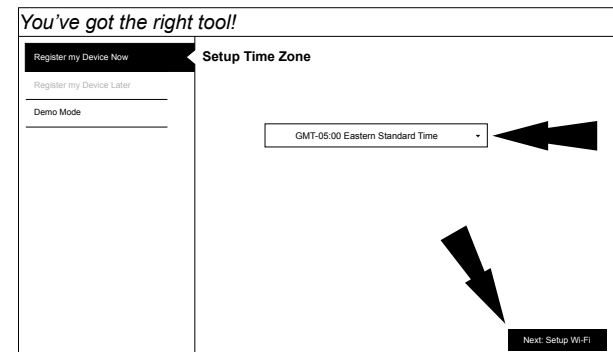 You've got the right tool!
Register my Device Now
Setup Time Zone
Register my Device Later
Demo Mode
GMT-05:00 Eastern Standard Time
Next: Setup Wi-Fi